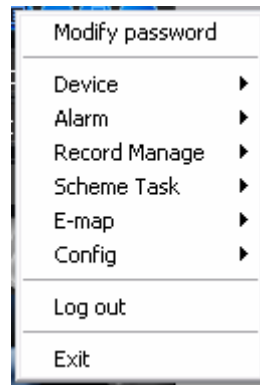 Modify password
Device
Alarm
Record Manage
Scheme Task
E-map
Config
Log out
Exit